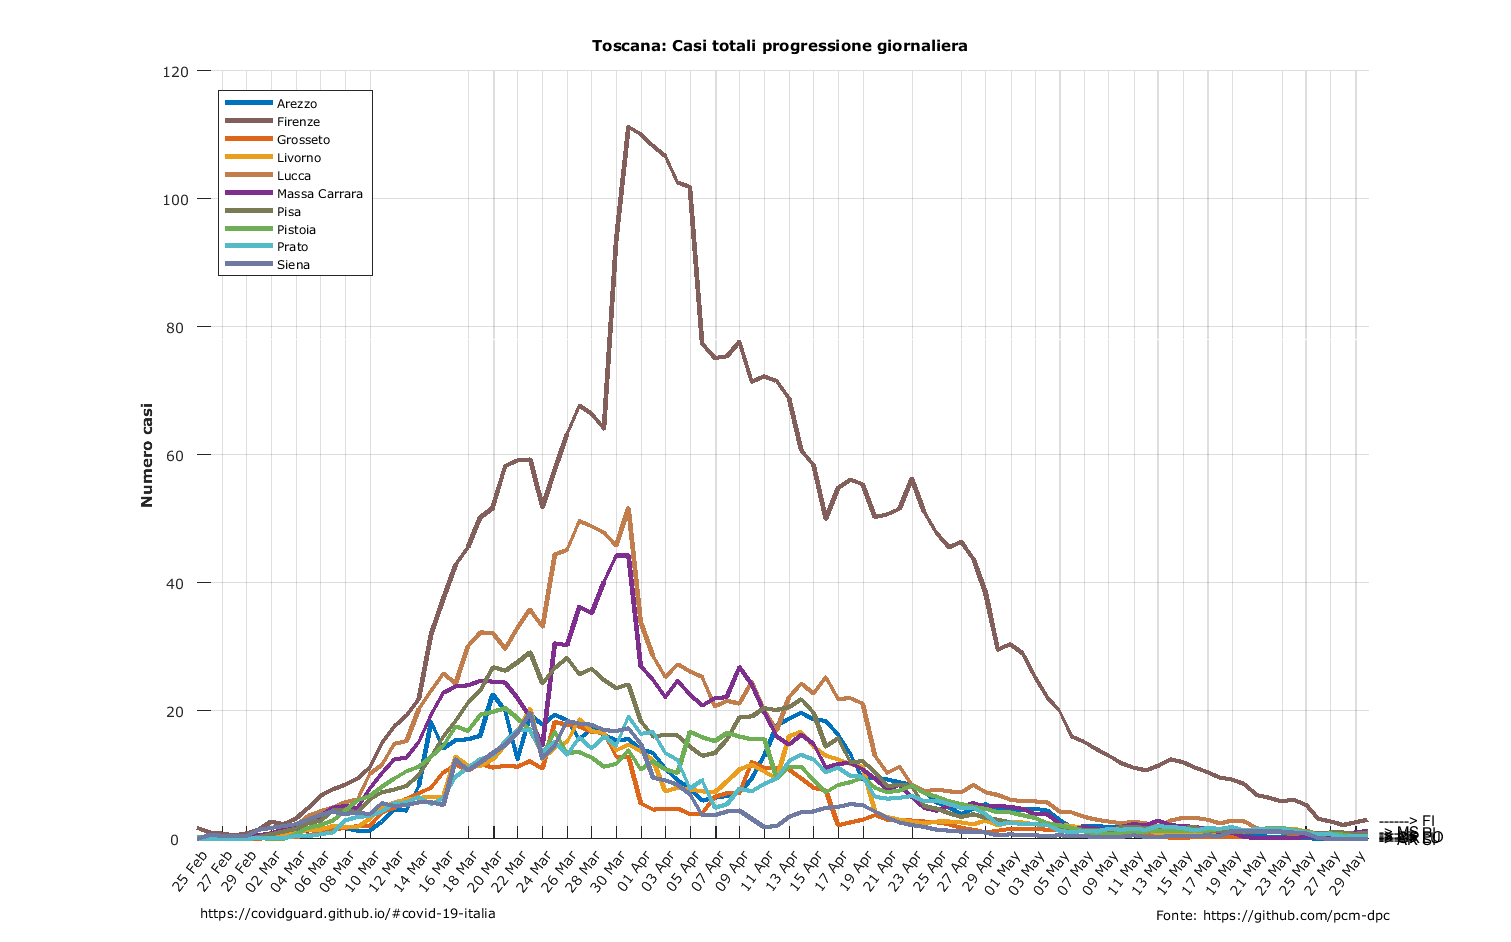 Toscana: Casi totali progressione giornaliera
Numero casi
120
100
80
60
40
20
0
Arezzo
Firenze
Grosseto
Livorno
Lucca
Massa Carrara
Pisa
Pistoia
Prato
Siena
------> FI
25 Feb
27 Feb
29 Feb
02 Mar
04 Mar
06 Mar
08 Mar
10 Mar
12 Mar
14 Mar
16 Mar
18 Mar
20 Mar
22 Mar
24 Mar
26 Mar
28 Mar
30 Mar
01 Apr
03 Apr
05 Apr
07 Apr
09 Apr
11 Apr
13 Apr
15 Apr
17 Apr
19 Apr
21 Apr
23 Apr
25 Apr
27 Apr
29 Apr
01 May
03 May
05 May
07 May
09 May
11 May
13 May
15 May
17 May
19 May
21 May
23 May
25 May
27 May
29 May
https://covidguard.github.io/#covid-19-italia
Fonte: https://github.com/pcm-dpc